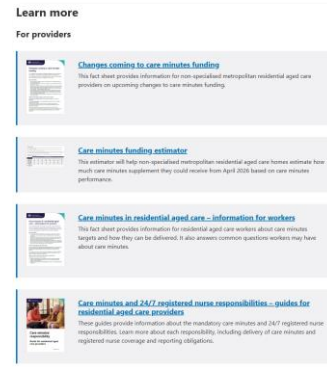 Learn more
For providers
Changes coming to care minutes funding
This fact sheet provides information for non-specialised metropolitan residential aged care
providers on upcoming changes to care minutes funding.
Care minutes funding estimator
This estimator will help non-specialised metropolitan residential aged care homes estimate how
much care minutes supplement they could receive from April 2026 based on care minutes
performance.
Care minutes in residential aged care – information for workers
This fact sheet provides information for residential aged care workers about care minutes
targets and how they can be delivered. It also answers common questions workers may have
about care minutes.
Care minutes and 24/7 registered nurse responsibilities – guides for
residential aged care providers
These guides provide information about the mandatory care minutes and 24/7 registered nurse
responsibilities. Learn more about each responsibility, including delivery of care minutes and
registered nurse coverage and reporting obligations.